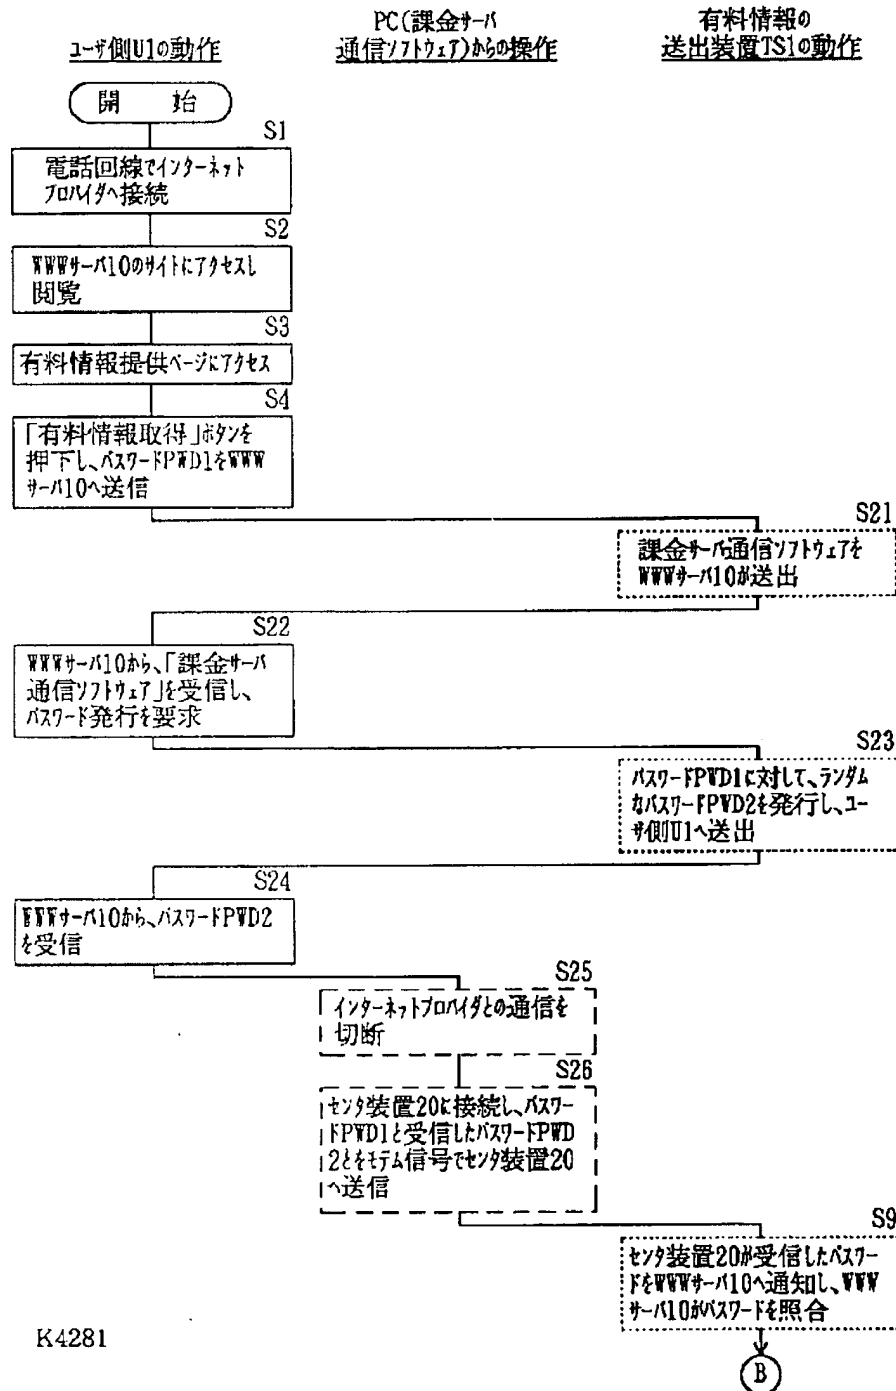 ユーザ側U1の動作
PC(課金サーバ
通信ソフトウェア)からの操作
有料情報の
送出装置TS1の動作
開 始
S1
電話回線でインターネット
プロバイダへ接続
S2
WWWサーバ10のサイトにアクセスし
閲覧
S3
有料情報提供ページにアクセス
S4
「有料情報取得」ボタンを
押下し、パスワードPWD1をWWW
サーバ10へ送信
S21
課金サーバ通信ソフトウェアを
WWWサーバ10が送出
S22
WWWサーバ10から、「課金サーバ
通信ソフトウェア」を受信し、
パスワード発行を要求
S23
パスワードPWD1に対して、ランダム
なパスワードPWD2を発行し、ユー
ザ側U1へ送出
S24
WWWサーバ10から、パスワードPWD2
を受信
S25
インターネットプロバイダとの通信を
切断
S26
センタ装置20に接続し、パスワー
ドPWD1と受信したパスワードPWD
2とをモデム信号でセンタ装置20
へ送信
S9
センタ装置20が受信したパスワー
ドをWWWサーバ10へ通知し、WWW
サーバ10がパスワードを照合
K4281
B